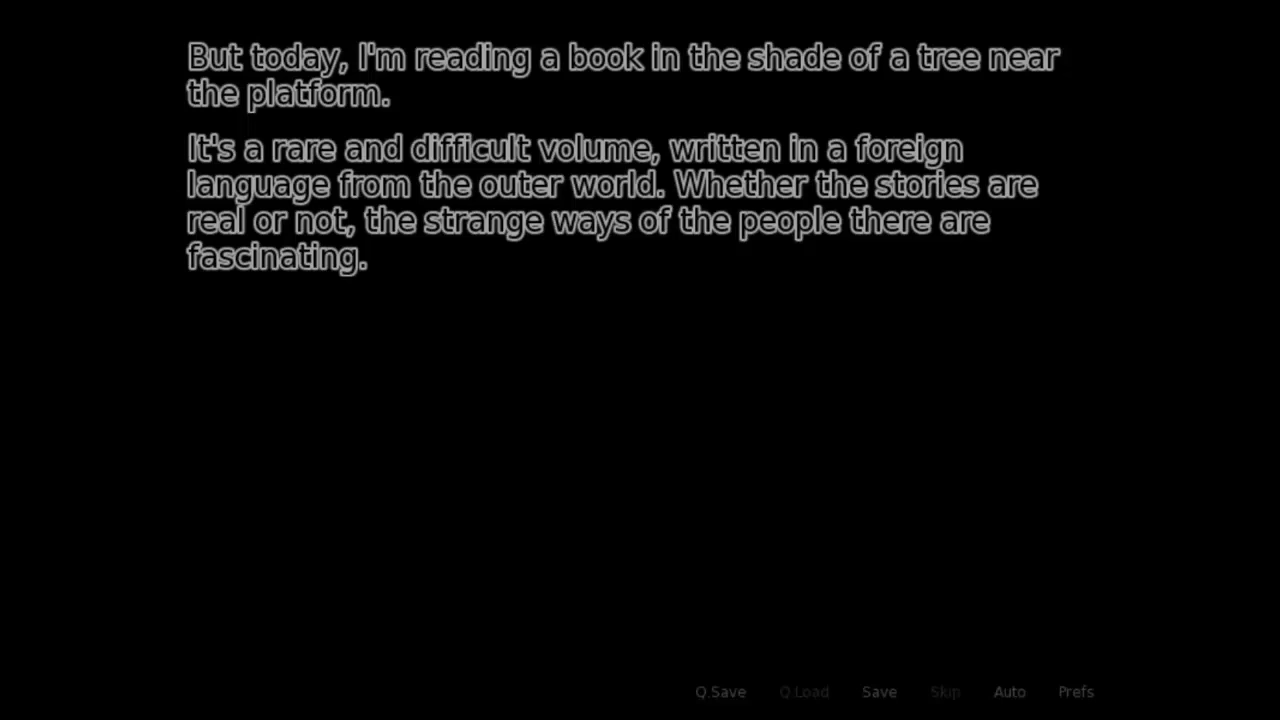 But today, I'm reading a book in the shade of a tree near
the platform.
It's a rare and difficult volume, written in a foreign
language from the outer world. Whether the stories are
real or not, the strange ways of the people there are
fascinating.
Q.Save Q.Load Save Skip Auto Prefs